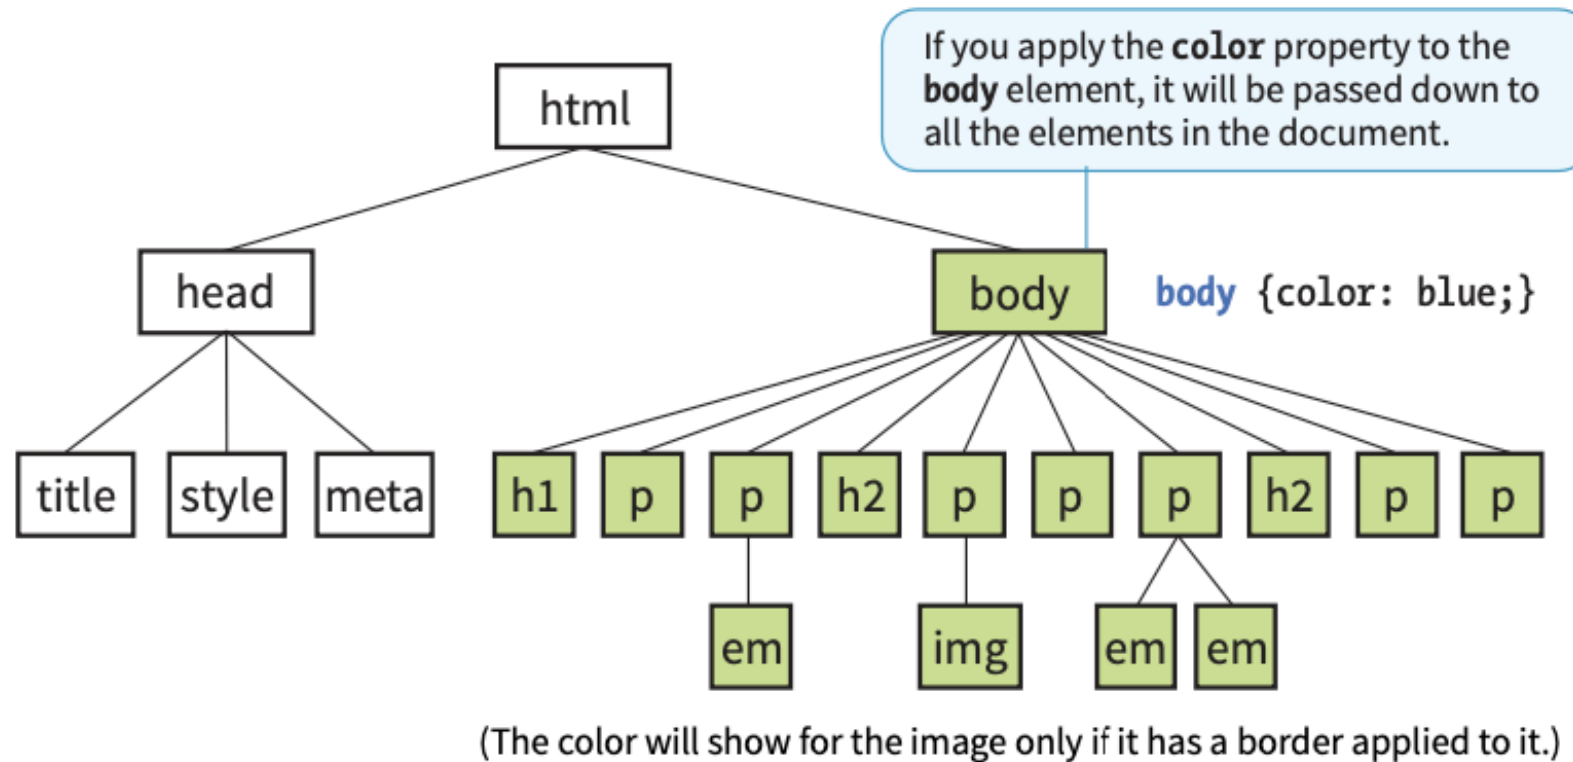 If you apply the color property to the
body element, it will be passed down to
all the elements in the document.
html
head
body
body {color: blue;}
title style meta h1 p p h2 p p p h2 p p
em img em em
(The color will show for the image only if it has a border applied to it.)